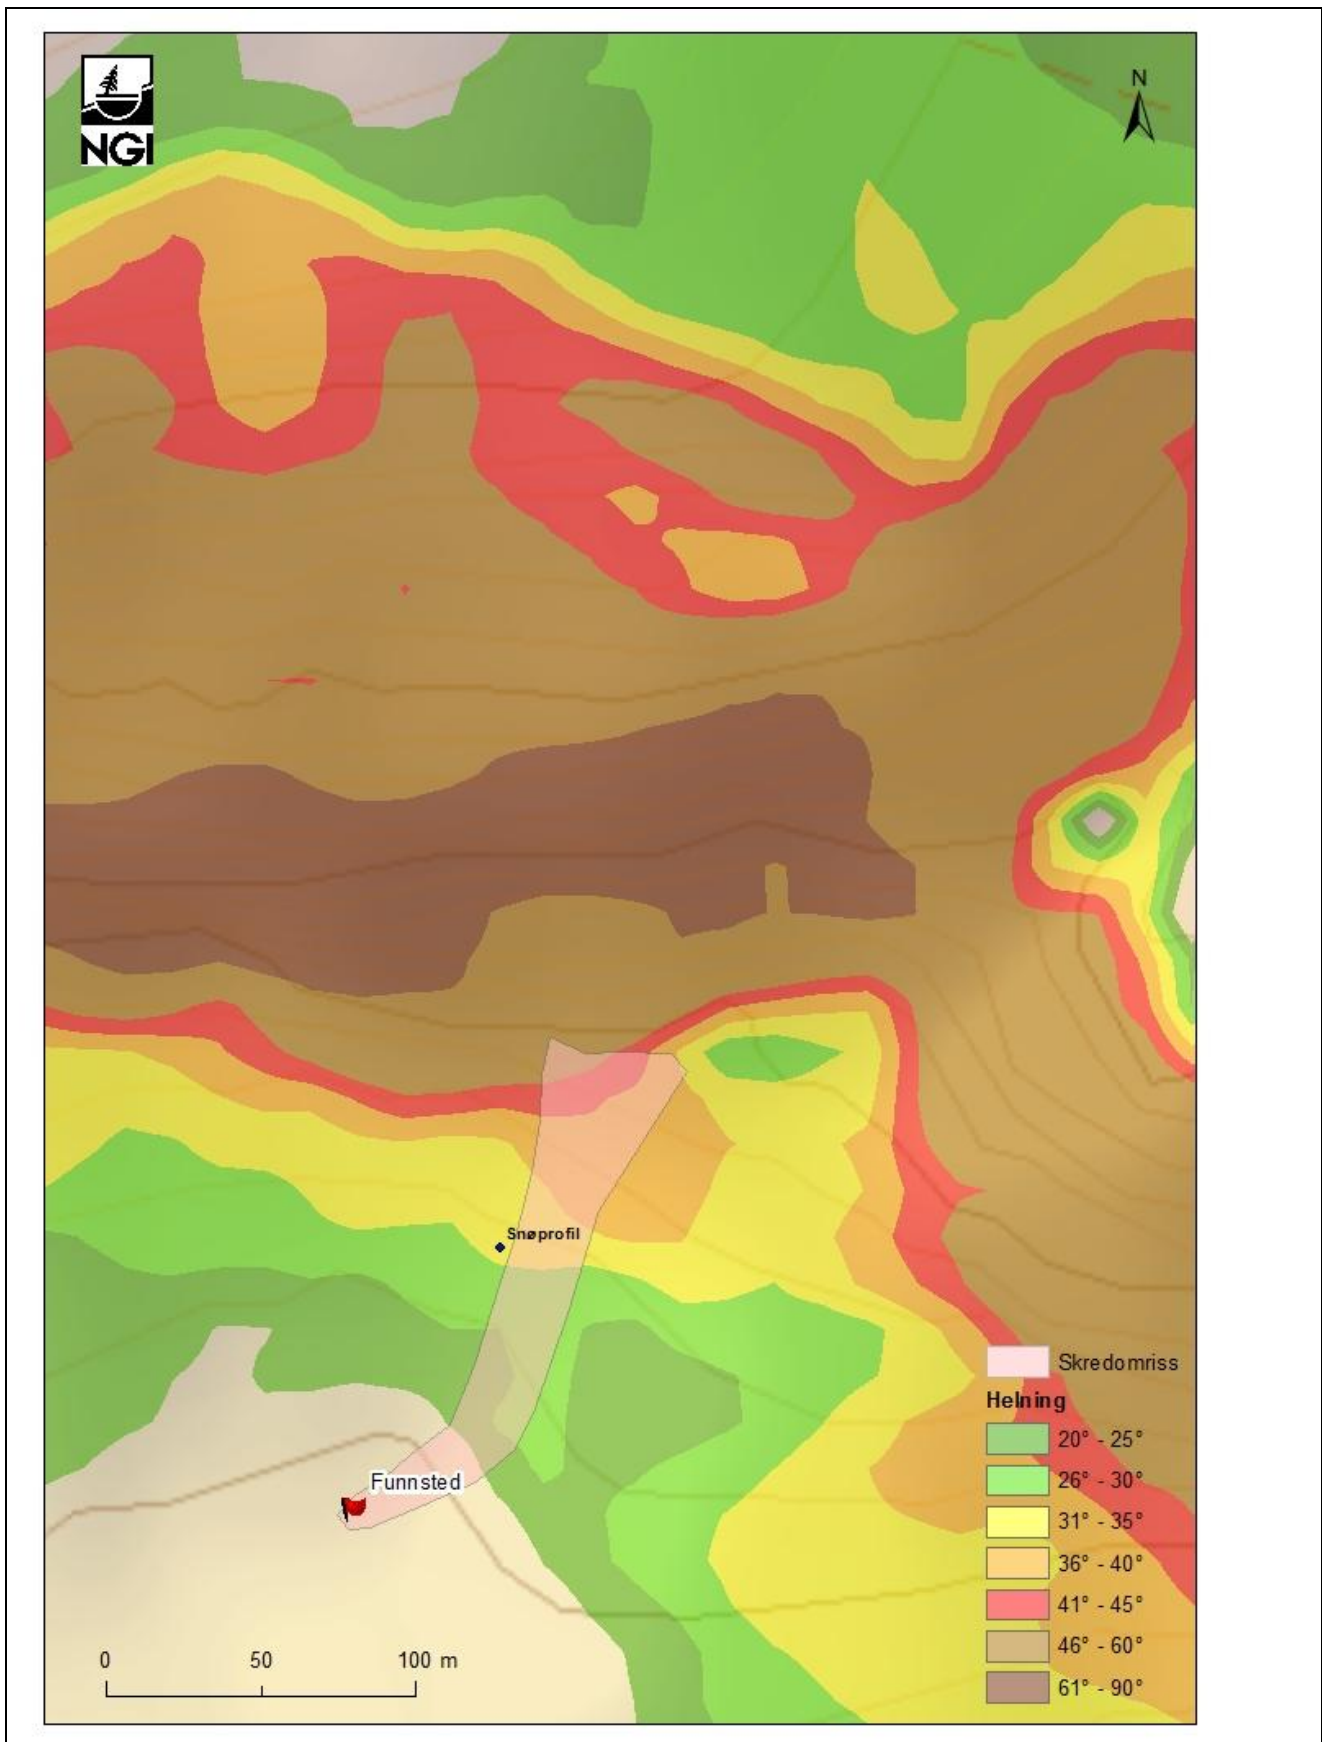 NGI
N
Snøprofil
Skredomriss
Helning
20° - 25°
26° - 30°
31° - 35°
36° - 40°
41° - 45°
46° - 60°
61° - 90°
Funnsted
0 50 100 m